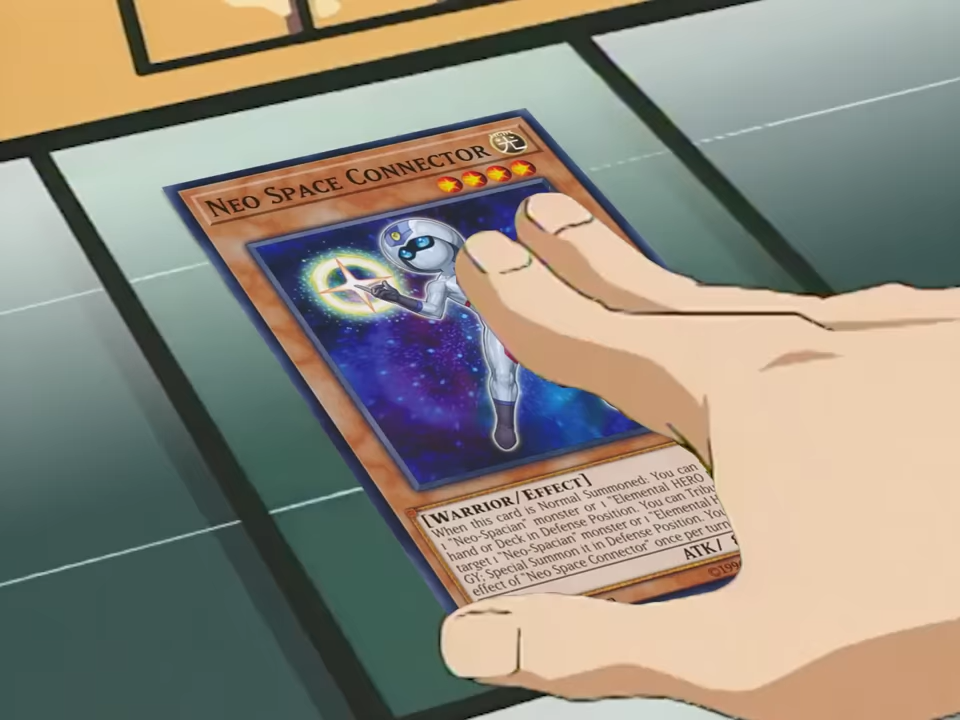 NEO SPACE CONNECTOR
光
[WARRIOR/EFFECT]
When this card is Normal Summoned: You can
1 "Neo-Spacian" monster or 1 "Elemental HERO
hand or Deck in Defense Position. You can
target 1 "Neo-Spacian" monster or 1 "Elemental
GY; Special Summon it in Defense Position.
effect of "Neo Space Connector" once per turn
ATK/
©199